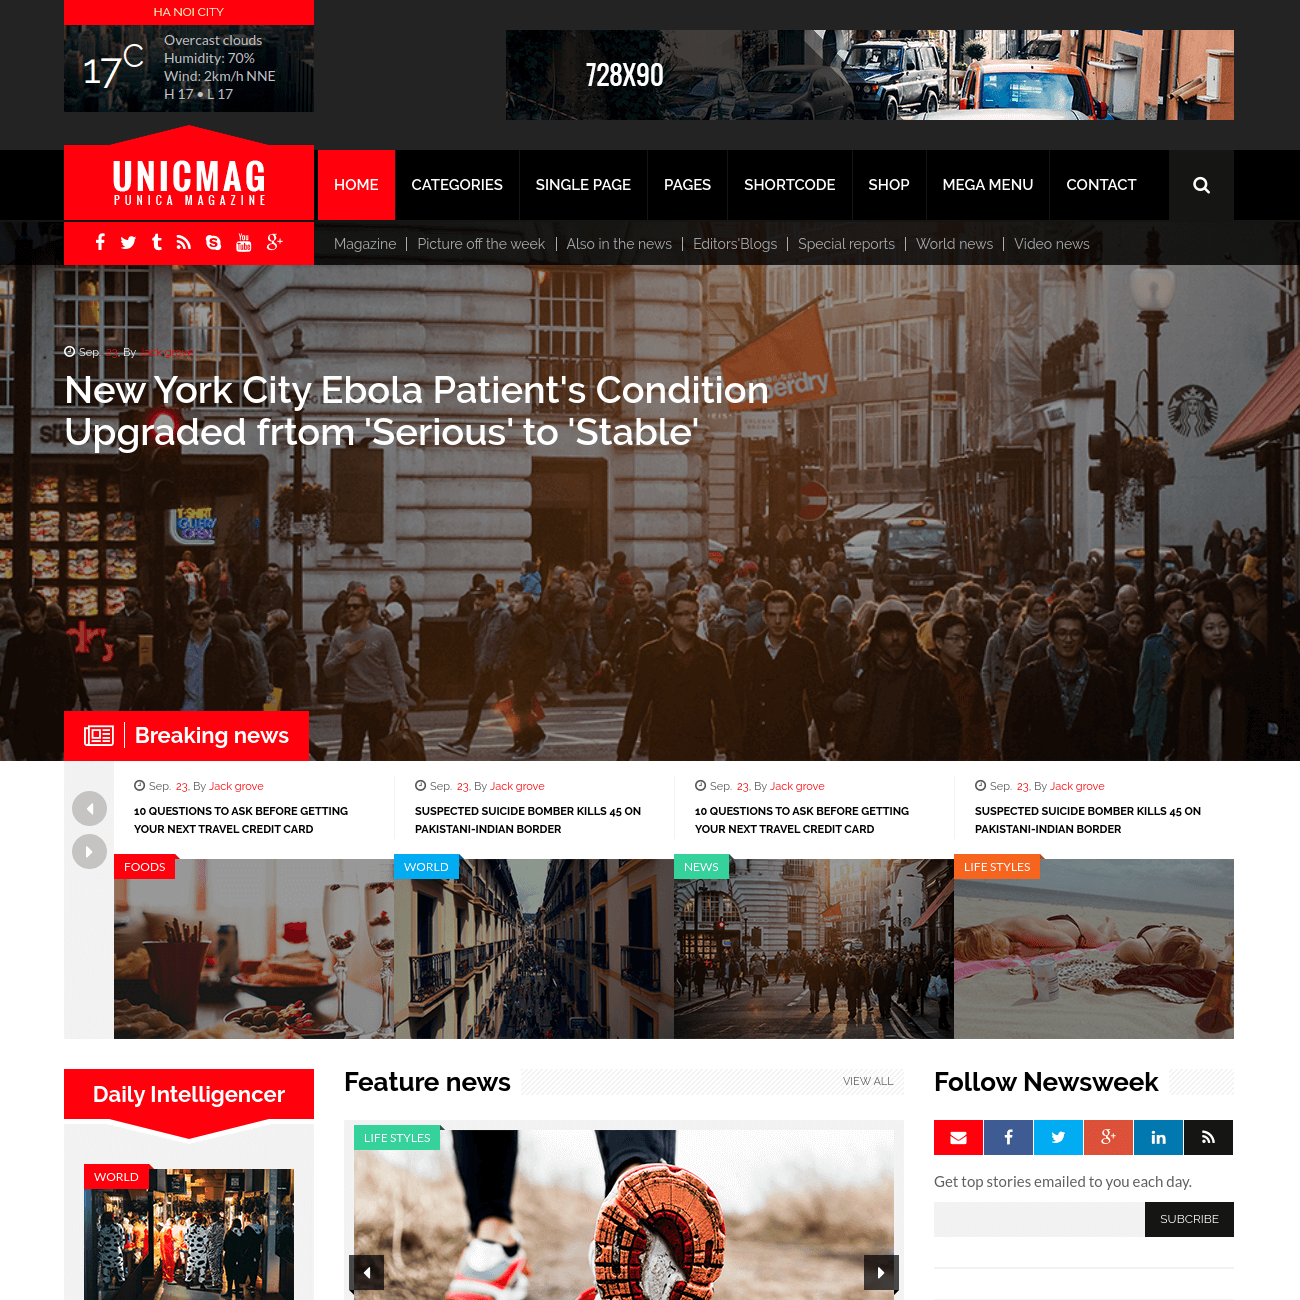 HA NOI CITY
17°C
Overcast clouds
Humidity: 70%
Wind: 2km/h NNE
H 17 • L 17
728X90
UNICMAG
PUNICA MAGAZINE
HOME CATEGORIES SINGLE PAGE PAGES SHORTCODE SHOP MEGA MENU CONTACT
You Tube
Magazine | Picture off the week | Also in the news | Editors'Blogs | Special reports | World news | Video news
Sep. 23, By Jack grove
New York City Ebola Patient's Condition
Upgraded frtom 'Serious' to 'Stable'
T-SHIRT
GALLERY
OPEN
Breaking news
Sep. 23, By Jack grove
10 QUESTIONS TO ASK BEFORE GETTING
YOUR NEXT TRAVEL CREDIT CARD
FOODS
Sep. 23, By Jack grove
SUSPECTED SUICIDE BOMBER KILLS 45 ON
PAKISTANI-INDIAN BORDER
WORLD
Sep. 23, By Jack grove
10 QUESTIONS TO ASK BEFORE GETTING
YOUR NEXT TRAVEL CREDIT CARD
NEWS
Sep. 23, By Jack grove
SUSPECTED SUICIDE BOMBER KILLS 45 ON
PAKISTANI-INDIAN BORDER
LIFE STYLES
Daily Intelligencer
WORLD
Feature news
VIEW ALL
LIFE STYLES
Follow Newsweek
Get top stories emailed to you each day.
SUBCRIBE